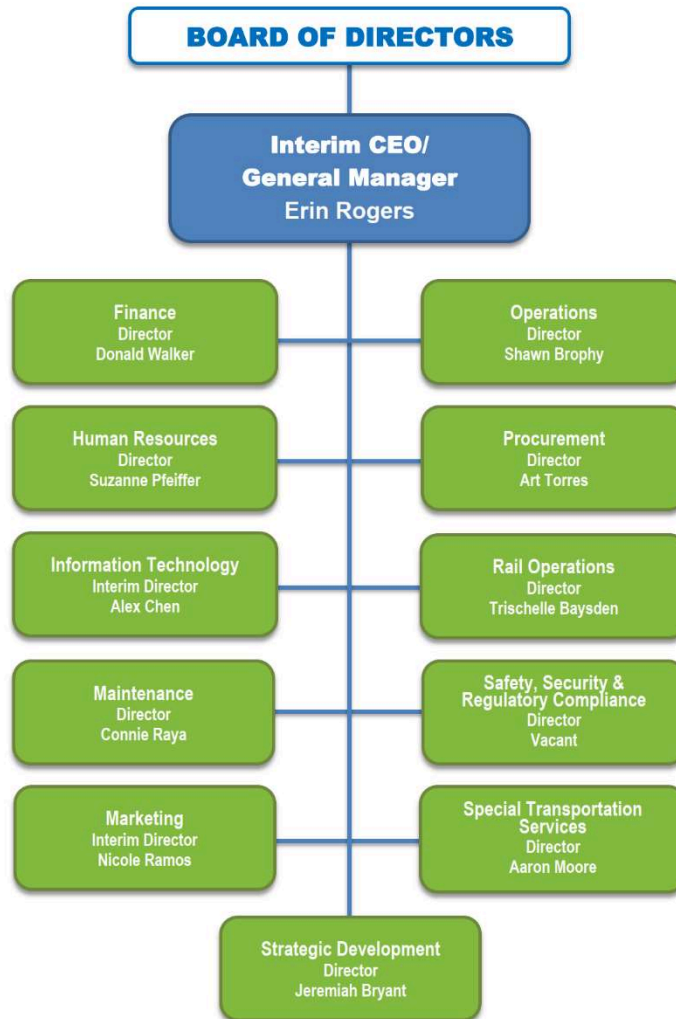 BOARD OF DIRECTORS
Interim CEO/
General Manager
Erin Rogers
Finance
Director
Donald Walker
Operations
Director
Shawn Brophy
Human Resources
Director
Suzanne Pfeiffer
Procurement
Director
Art Torres
Information Technology
Interim Director
Alex Chen
Rail Operations
Director
Trischelle Baysden
Maintenance
Director
Connie Raya
Safety, Security &
Regulatory Compliance
Director
Vacant
Marketing
Interim Director
Nicole Ramos
Special Transportation
Services
Director
Aaron Moore
Strategic Development
Director
Jeremiah Bryant